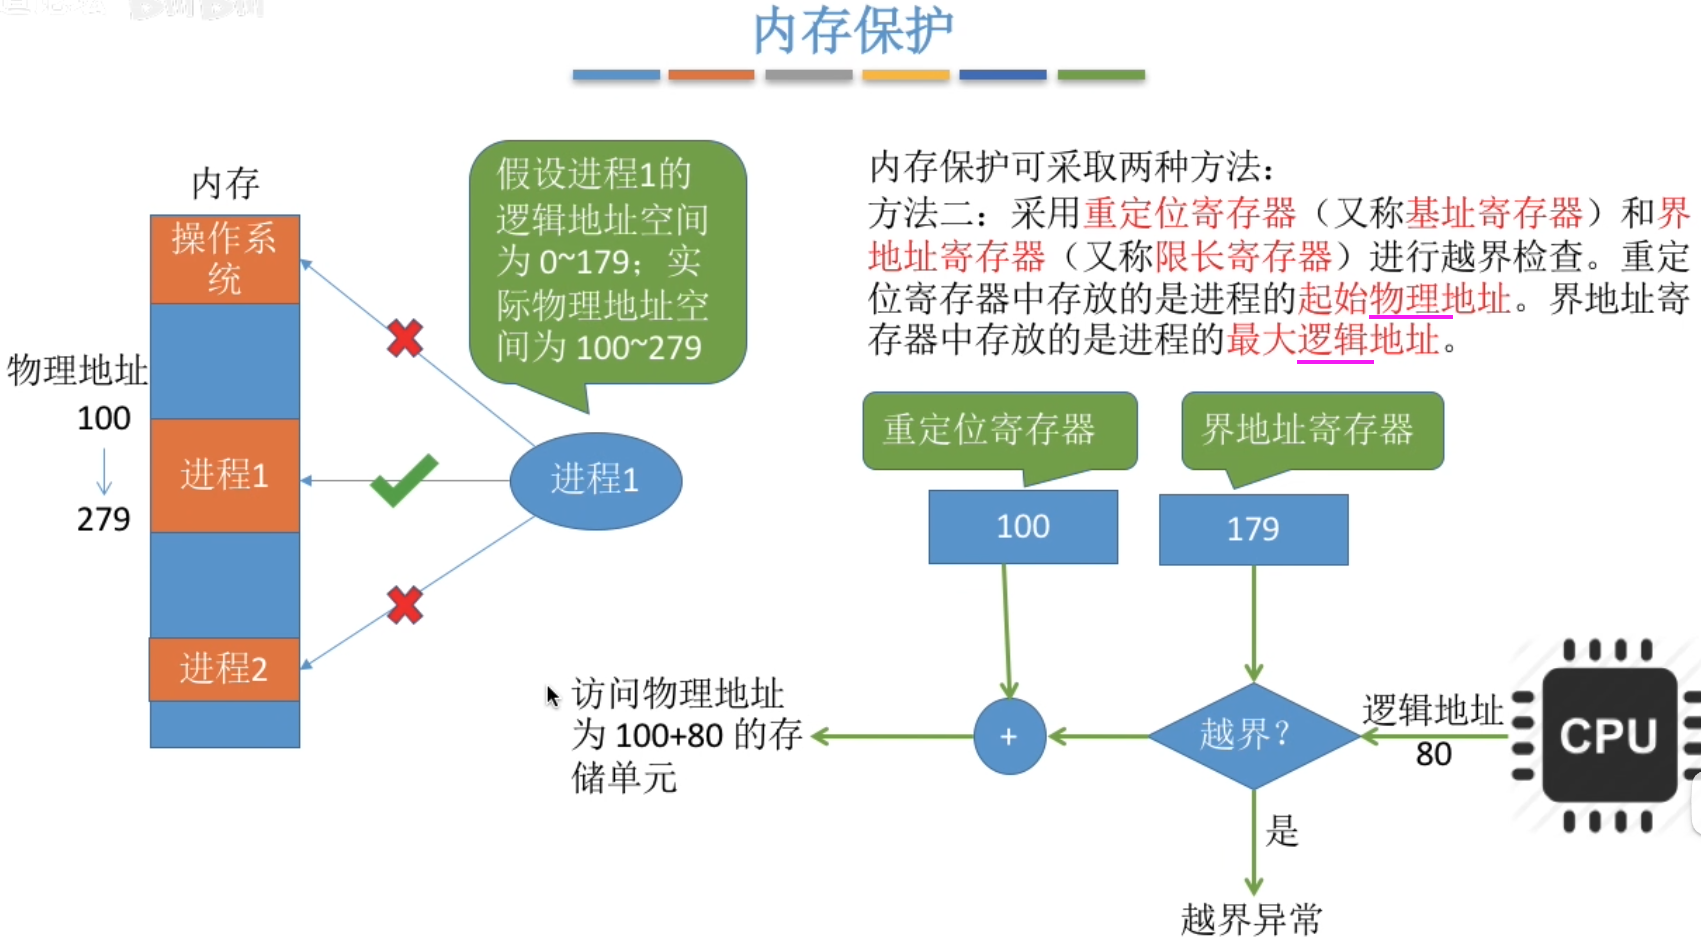 内存保护
内存
操作系
统
物理地址
100
279
进程1
进程2
假设进程1的
逻辑地址空间
为 0~179；实
际物理地址空
间为 100~279
进程1
内存保护可采取两种方法：
方法二：采用重定位寄存器（又称基址寄存器）和界
地址寄存器（又称限长寄存器）进行越界检查。重定
位寄存器中存放的是进程的起始物理地址。界地址寄
存器中存放的是进程的最大逻辑地址。
重定位寄存器
界地址寄存器
100
179
访问物理地址
为 100+80 的存
储单元
+
越界？
逻辑地址
80
CPU
是
越界异常